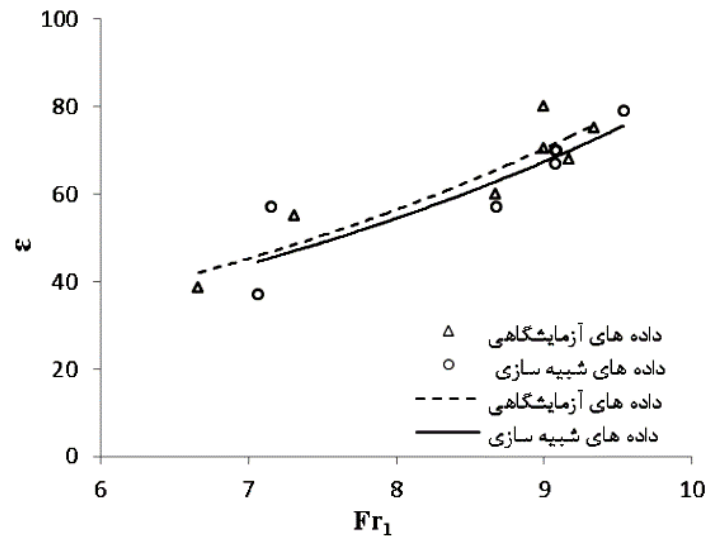 100
80
60
40
20
0
ε
6 7 8 9 10
Fr₁
داده های آزمایشگاهی
داده های شبیه سازی
داده های آزمایشگاهی
داده های شبیه سازی